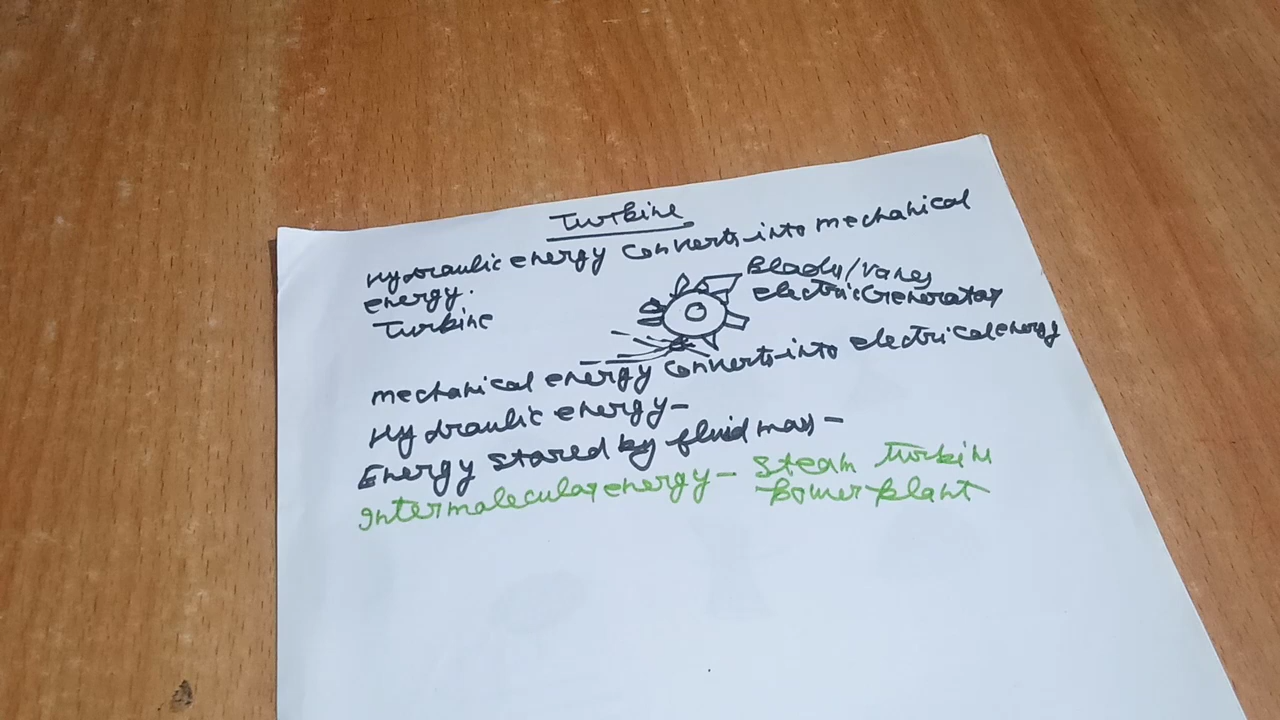 Turbine
Hydraulic energy converts into mechanical
energy.
Turbine
Blades/vanes
electric Generator
mechanical energy converts into electrical energy
Hydraulic energy-
Energy stored by fluid mass-
Intermolecular energy- Steam Turbine
Power plant